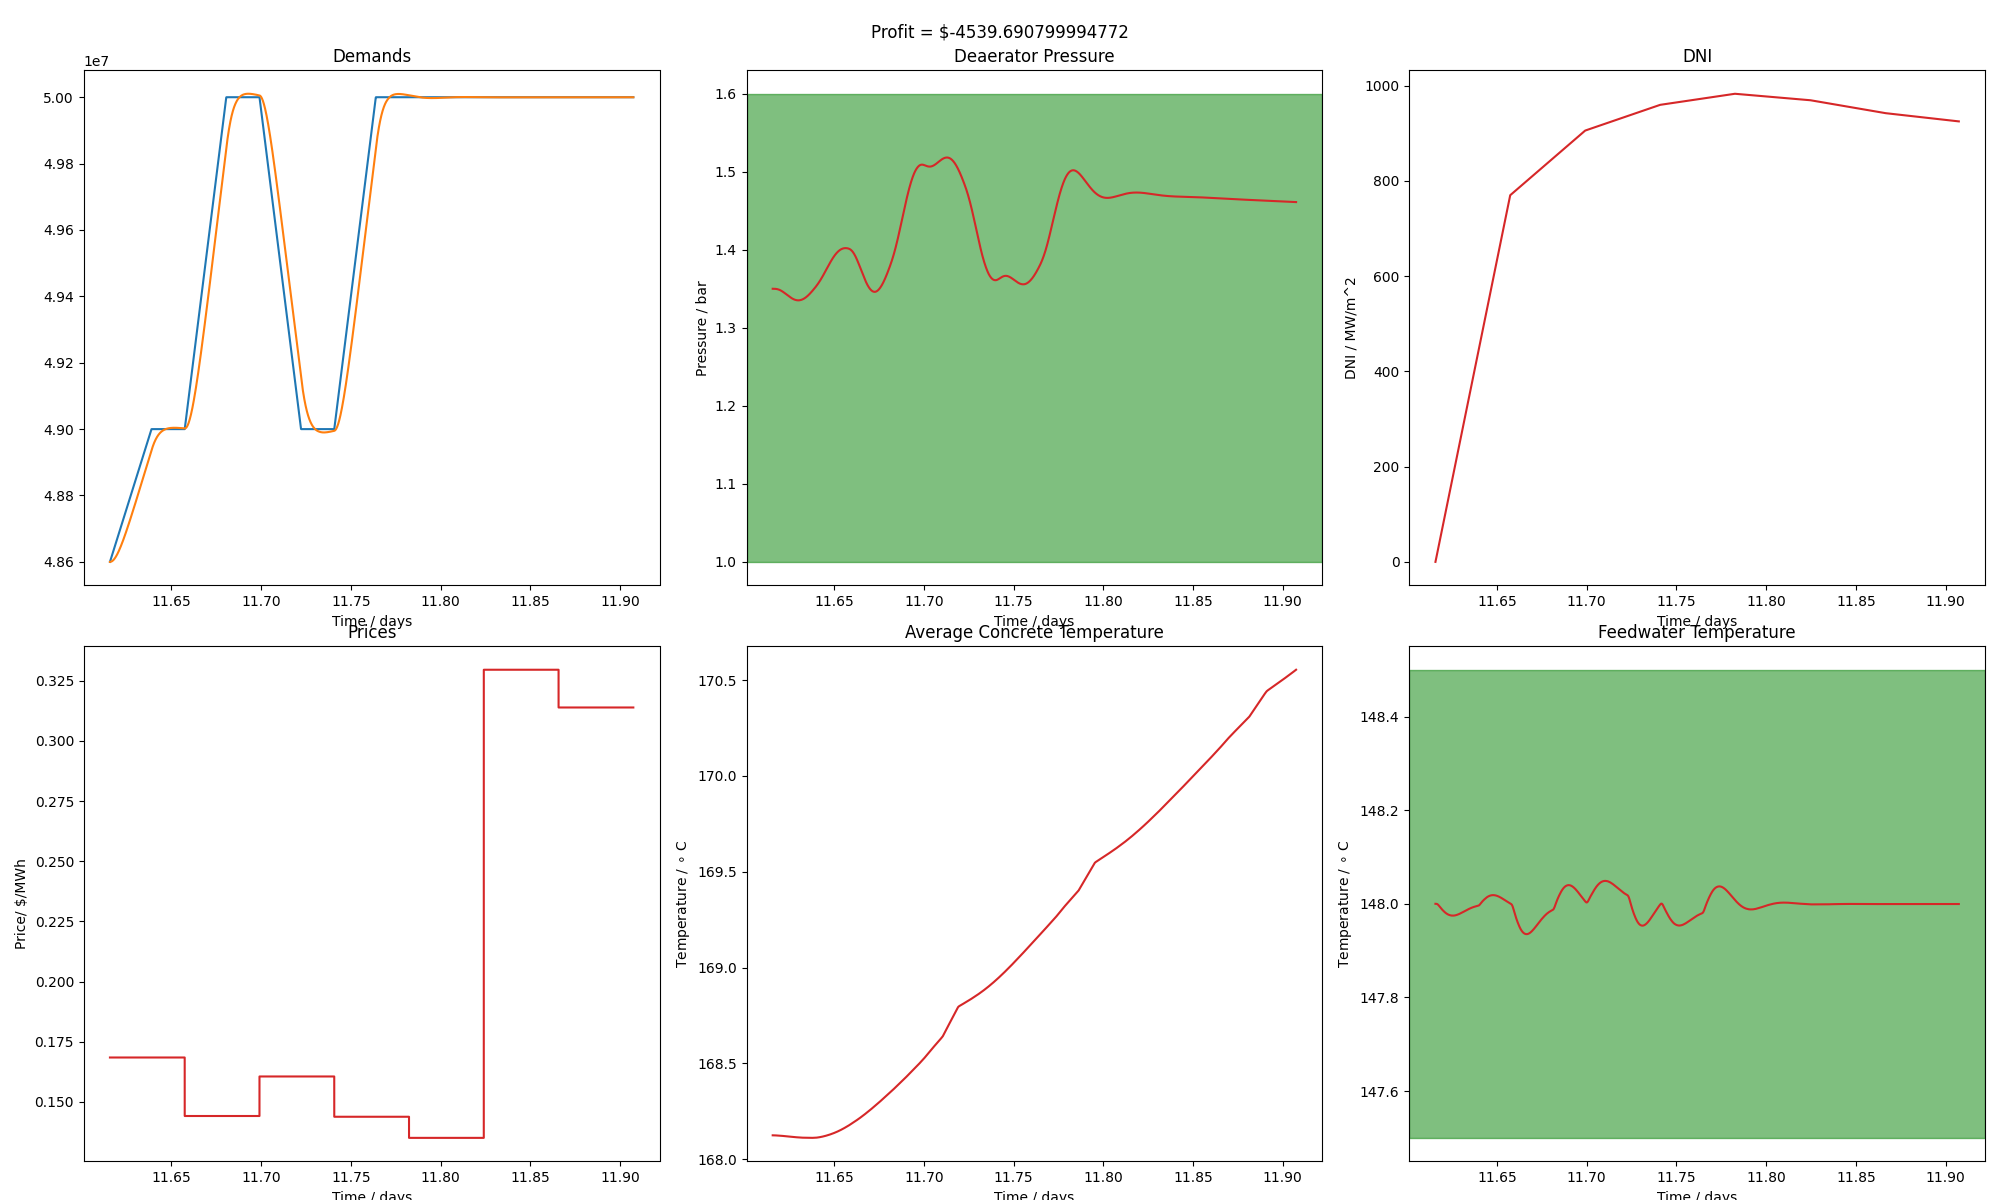 Profit = $-4539.690799994772
Demands
1e7
5.00
4.98
4.96
4.94
4.92
4.90
4.88
4.86
11.65 11.70 11.75 11.80 11.85 11.90
Time / days
Deaerator Pressure
Pressure / bar
1.6
1.5
1.4
1.3
1.2
1.1
1.0
11.65 11.70 11.75 11.80 11.85 11.90
Time / days
DNI
DNI / MW/m^2
1000
800
600
400
200
0
11.65 11.70 11.75 11.80 11.85 11.90
Time / days
Prices
Price/ $/MWh
0.325
0.300
0.275
0.250
0.225
0.200
0.175
0.150
11.65 11.70 11.75 11.80 11.85 11.90
Time / days
Average Concrete Temperature
Temperature / ∘ C
170.5
170.0
169.5
169.0
168.5
168.0
11.65 11.70 11.75 11.80 11.85 11.90
Time / days
Feedwater Temperature
Temperature / ∘ C
148.4
148.2
148.0
147.8
147.6
11.65 11.70 11.75 11.80 11.85 11.90
Time / days